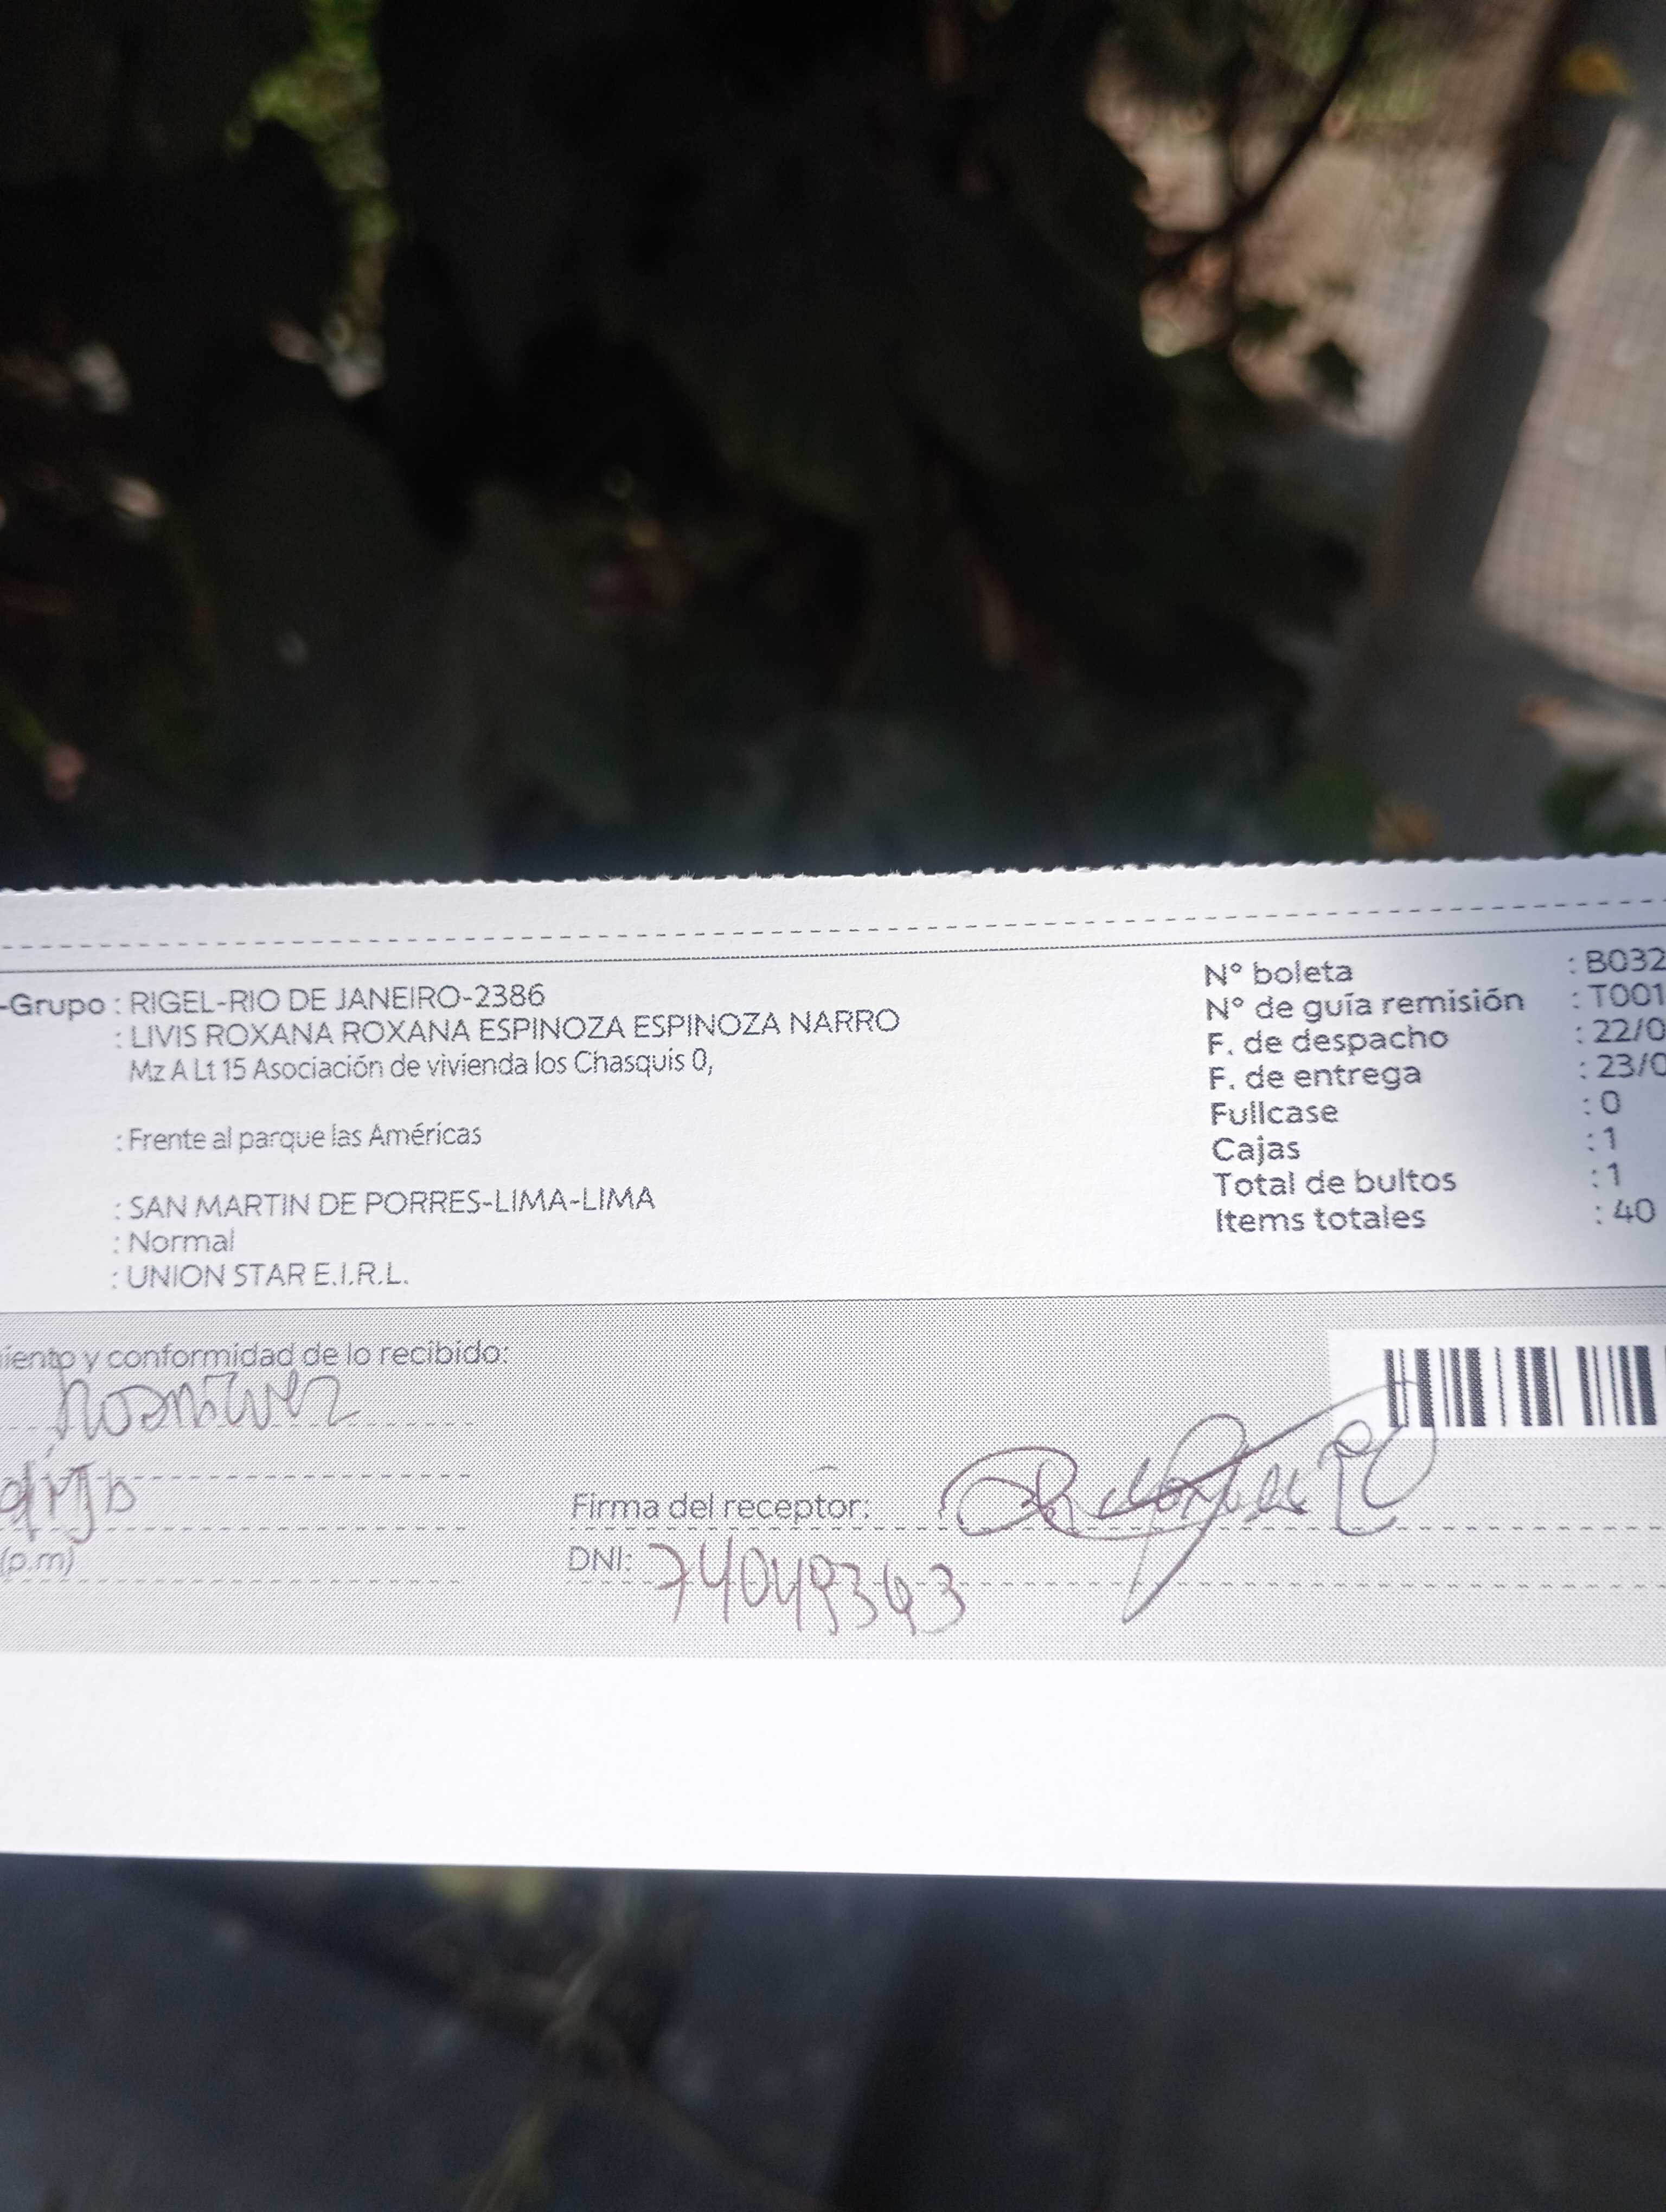 -Grupo : RIGEL-RIO DE JANEIRO-2386
: LIVIS ROXANA ROXANA ESPINOZA ESPINOZA NARRO
Mz A Lt 15 Asociación de vivienda los Chasquis 0,
: Frente al parque las Américas
: SAN MARTIN DE PORRES-LIMA-LIMA
: Normal
: UNION STAR E.I.R.L.
N° boleta : B032
N° de guía remisión : T001
F. de despacho : 22/0
F. de entrega : 23/0
Fullcase : 0
Cajas : 1
Total de bultos : 1
Items totales : 40
iento y conformidad de lo recibido:
(p.m)
Firma del receptor:
DNI: 74049363